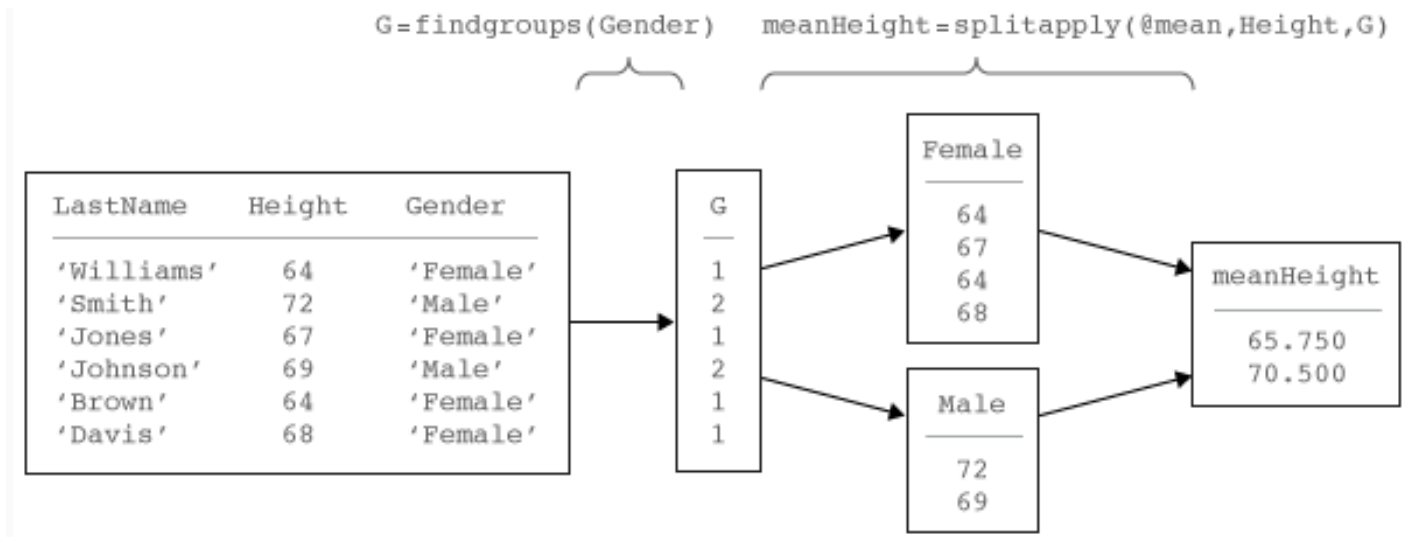 G=findgroups(Gender) meanHeight=splitapply(@mean,Height,G)
LastName Height Gender
‘Williams’ 64 ‘Female’
‘Smith’ 72 ‘Male’
‘Jones’ 67 ‘Female’
‘Johnson’ 69 ‘Male’
‘Brown’ 64 ‘Female’
‘Davis’ 68 ‘Female’
G
1
2
1
2
1
1
Female
64
67
64
68
Male
72
69
meanHeight
65.750
70.500